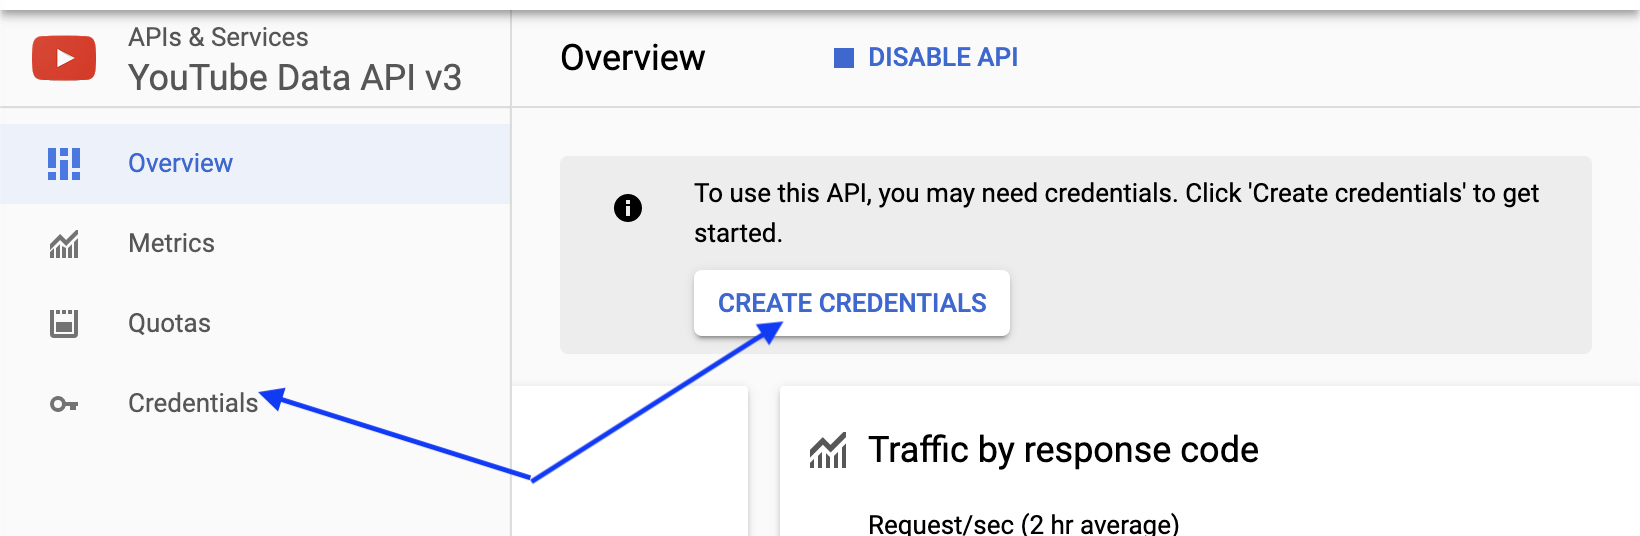 APIs & Services
YouTube Data API v3
Overview
Metrics
Quotas
Credentials
Overview
DISABLE API
To use this API, you may need credentials. Click 'Create credentials' to get
started.
CREATE CREDENTIALS
Traffic by response code
Request/sec (2 hr average)